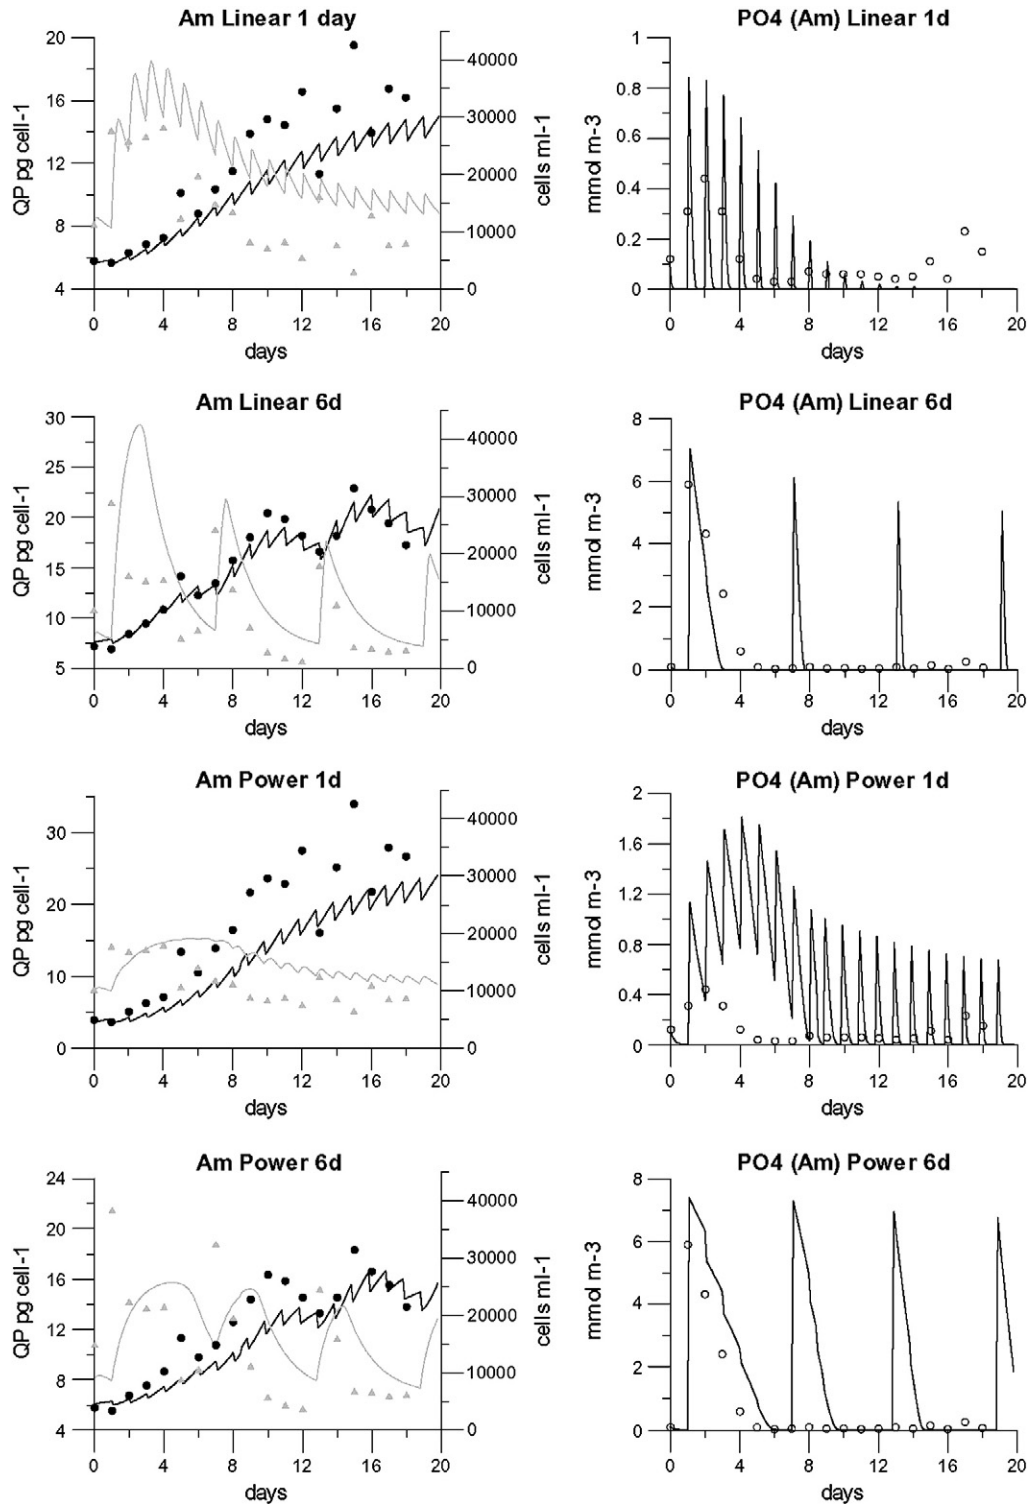 Am Linear 1 day
20
16
12
8
4
QP pg cell-1
40000
30000
20000
10000
0
cells ml-1
0 4 8 12 16 20
days
PO4 (Am) Linear 1d
1
0.8
0.6
0.4
0.2
0
mmol m-3
0 4 8 12 16 20
days
Am Linear 6d
30
25
20
15
10
5
QP pg cell-1
40000
30000
20000
10000
0
cells ml-1
0 4 8 12 16 20
days
PO4 (Am) Linear 6d
8
6
4
2
0
mmol m-3
0 4 8 12 16 20
days
Am Power 1d
30
20
10
0
QP pg cell-1
40000
30000
20000
10000
0
cells ml-1
0 4 8 12 16 20
days
PO4 (Am) Power 1d
2
1.6
1.2
0.8
0.4
0
mmol m-3
0 4 8 12 16 20
days
Am Power 6d
24
20
16
12
8
4
QP pg cell-1
40000
30000
20000
10000
0
cells ml-1
0 4 8 12 16 20
days
PO4 (Am) Power 6d
8
6
4
2
0
mmol m-3
0 4 8 12 16 20
days